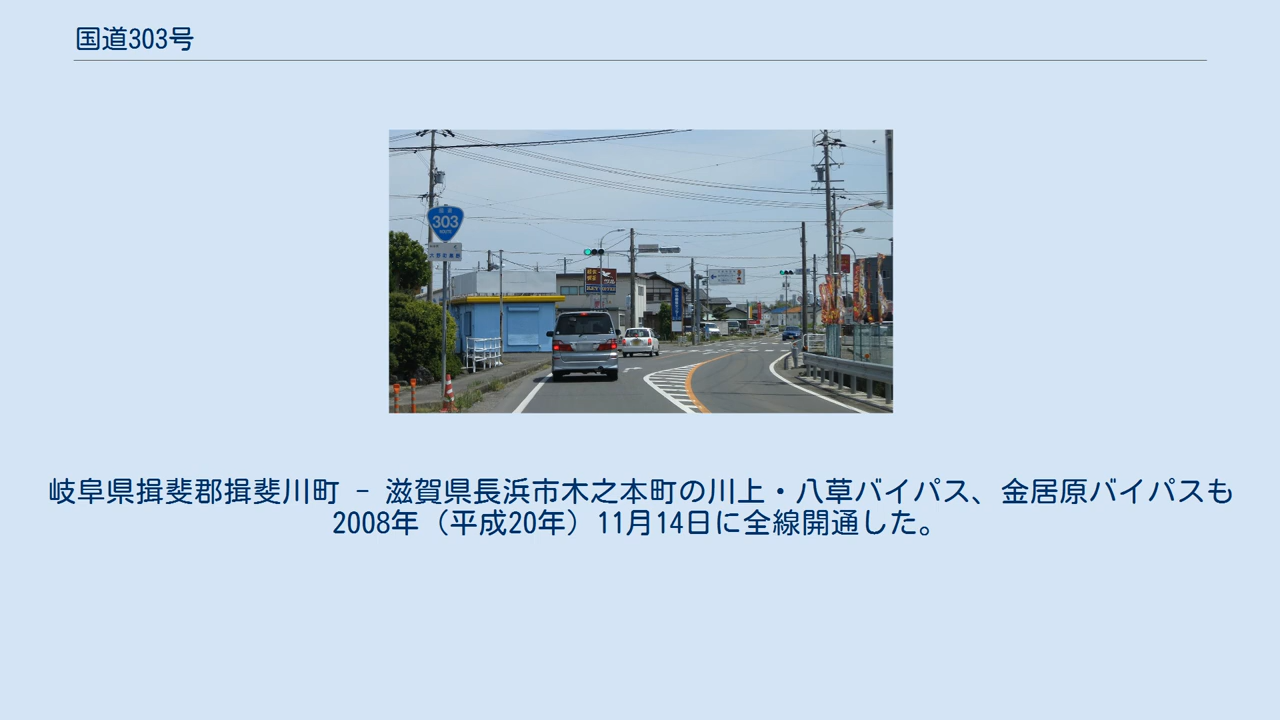 国道303号
303
岐阜県揖斐郡揖斐川町 - 滋賀県長浜市木之本町の川上・八草バイパス、金居原バイパスも
2008年（平成20年）11月14日に全線開通した。